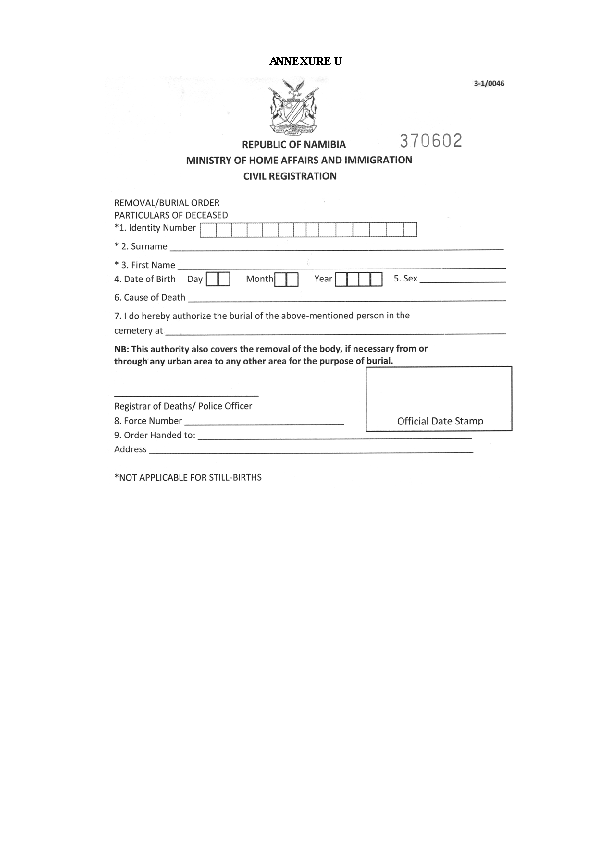 ANNEXURE U
3-1/0046
REPUBLIC OF NAMIBIA
370602
MINISTRY OF HOME AFFAIRS AND IMMIGRATION
CIVIL REGISTRATION
REMOVAL/BURIAL ORDER
PARTICULARS OF DECEASED
*1. Identity Number
* 2. Surname
* 3. First Name
4. Date of Birth Day Month Year 5. Sex
6. Cause of Death
7. I do hereby authorize the burial of the above-mentioned person in the
cemetery at
NB: This authority also covers the removal of the body, if necessary from or
through any urban area to any other area for the purpose of burial.
Registrar of Deaths/ Police Officer
8. Force Number
Official Date Stamp
9. Order Handed to:
Address
*NOT APPLICABLE FOR STILL-BIRTHS